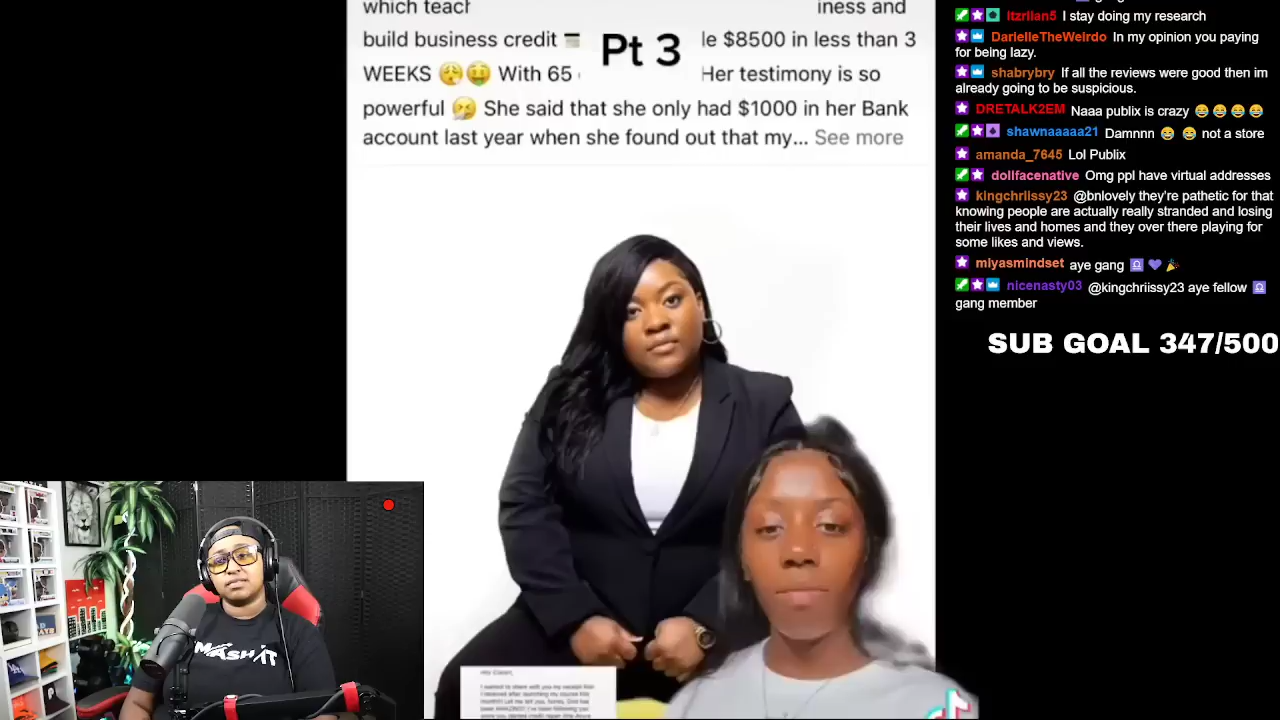 which teach iness and
build business credit le $8500 in less than 3
Pt 3
WEEKS 😮‍💨🤑 With 65 Her testimony is so
powerful 🤧 She said that she only had $1000 in her Bank
account last year when she found out that my... See more
MASH IT
Itzrllan5 I stay doing my research
DarielleTheWeirdo In my opinion you paying
for being lazy.
shabrybry If all the reviews were good then im
already going to be suspicious.
DRETALK2EM Naaa publix is crazy 😂 😂 😂 😂
shawnaaaaa21 Damnnn 😂 😂 not a store
amanda_7645 Lol Publix
dollfacenative Omg ppl have virtual addresses
kingchriissy23 @bnlovely they're pathetic for that
knowing people are actually really stranded and losing
their lives and homes and they over there playing for
some likes and views.
miyasmindset aye gang ♎ 💜 🎉
nicenasty03 @kingchriissy23 aye fellow ♎
gang member
SUB GOAL 347/500